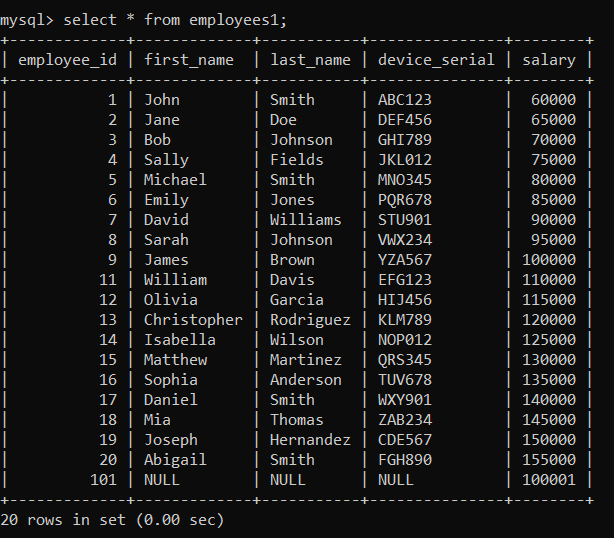 mysql> select * from employees1;
+-------------+-------------+-----------+---------------+--------+
| employee_id | first_name  | last_name | device_serial | salary |
+-------------+-------------+-----------+---------------+--------+
|           1 | John        | Smith     | ABC123        |  60000 |
|           2 | Jane        | Doe       | DEF456        |  65000 |
|           3 | Bob         | Johnson   | GHI789        |  70000 |
|           4 | Sally       | Fields    | JKL012        |  75000 |
|           5 | Michael     | Smith     | MNO345        |  80000 |
|           6 | Emily       | Jones     | PQR678        |  85000 |
|           7 | David       | Williams  | STU901        |  90000 |
|           8 | Sarah       | Johnson   | VWX234        |  95000 |
|           9 | James       | Brown     | YZA567        | 100000 |
|          11 | William     | Davis     | EFG123        | 110000 |
|          12 | Olivia      | Garcia    | HIJ456        | 115000 |
|          13 | Christopher | Rodriguez | KLM789        | 120000 |
|          14 | Isabella    | Wilson    | NOP012        | 125000 |
|          15 | Matthew     | Martinez  | QRS345        | 130000 |
|          16 | Sophia      | Anderson  | TUV678        | 135000 |
|          17 | Daniel      | Smith     | WXY901        | 140000 |
|          18 | Mia         | Thomas    | ZAB234        | 145000 |
|          19 | Joseph      | Hernandez | CDE567        | 150000 |
|          20 | Abigail     | Smith     | FGH890        | 155000 |
|         101 | NULL        | NULL      | NULL          | 100001 |
+-------------+-------------+-----------+---------------+--------+
20 rows in set (0.00 sec)